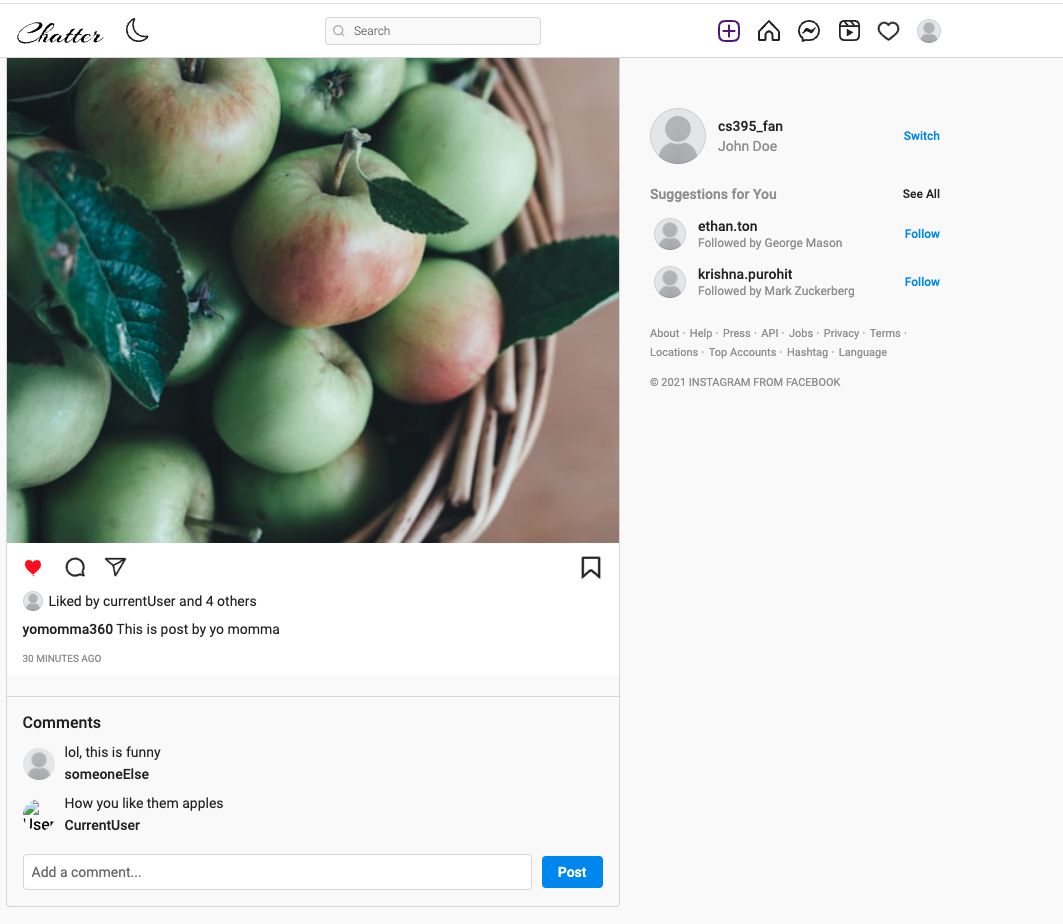 Chatter
Search
cs395_fan
John Doe
Switch
Suggestions for You
See All
ethan.ton
Followed by George Mason
Follow
krishna.purohit
Followed by Mark Zuckerberg
Follow
About · Help · Press · API · Jobs · Privacy · Terms ·
Locations · Top Accounts · Hashtag · Language
© 2021 INSTAGRAM FROM FACEBOOK
Liked by currentUser and 4 others
yomomma360 This is post by yo momma
30 MINUTES AGO
Comments
lol, this is funny
someoneElse
How you like them apples
User
CurrentUser
Add a comment...
Post